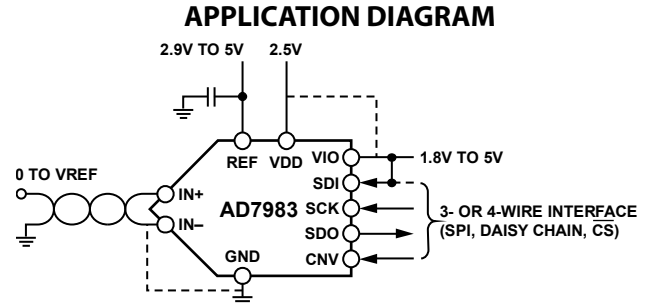 APPLICATION DIAGRAM
2.9V TO 5V 2.5V
REF VDD VIO 1.8V TO 5V
0 TO VREF
SDI
IN+
AD7983 SCK
3- OR 4-WIRE INTERFACE
(SPI, DAISY CHAIN, C̅S̅)
IN–
SDO
GND
CNV